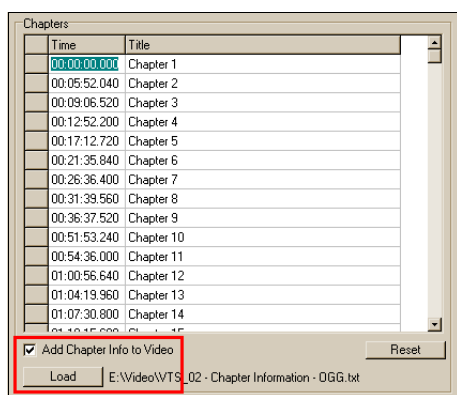 Chapters
Time Title
00:00:00.000 Chapter 1
00:05:52.040 Chapter 2
00:09:06.520 Chapter 3
00:12:52.200 Chapter 4
00:17:12.720 Chapter 5
00:21:35.840 Chapter 6
00:26:36.400 Chapter 7
00:31:39.560 Chapter 8
00:36:37.520 Chapter 9
00:51:53.240 Chapter 10
00:54:36.000 Chapter 11
01:00:56.640 Chapter 12
01:04:19.960 Chapter 13
01:07:30.800 Chapter 14
Add Chapter Info to Video Reset
Load E:\Video\VTS_02 - Chapter Information - OGG.txt